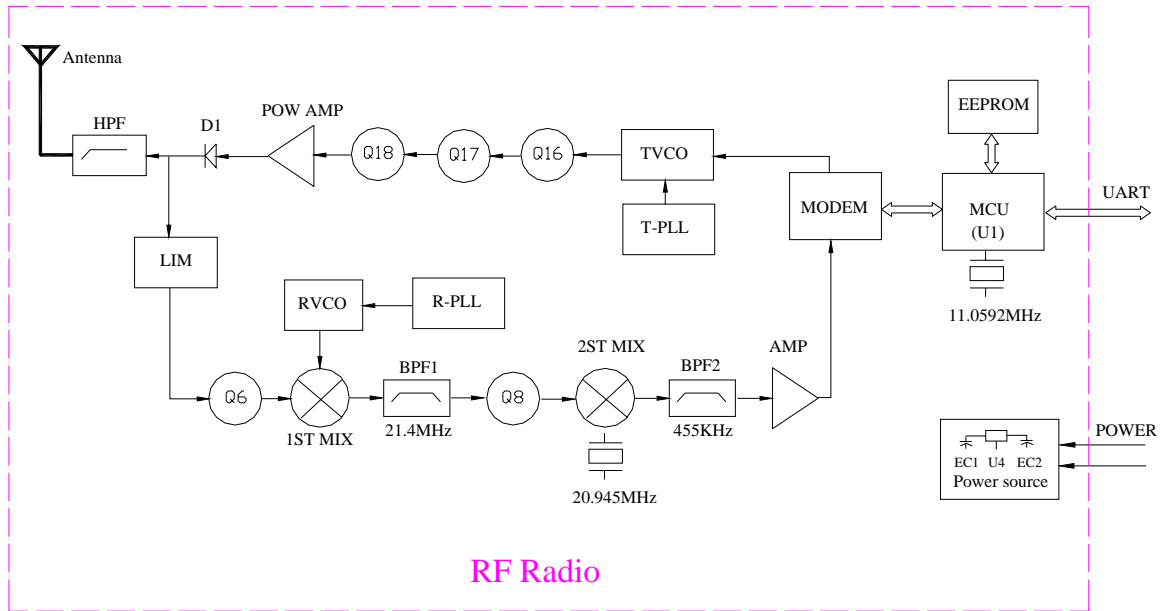 Antenna
HPF
D1
POW AMP
Q18
Q17
Q16
TVCO
T-PLL
MODEM
EEPROM
MCU
(U1)
UART
11.0592MHz
LIM
RVCO
R-PLL
Q6
1ST MIX
BPF1
21.4MHz
Q8
2ST MIX
20.945MHz
BPF2
455KHz
AMP
POWER
EC1 U4 EC2
Power source
RF Radio